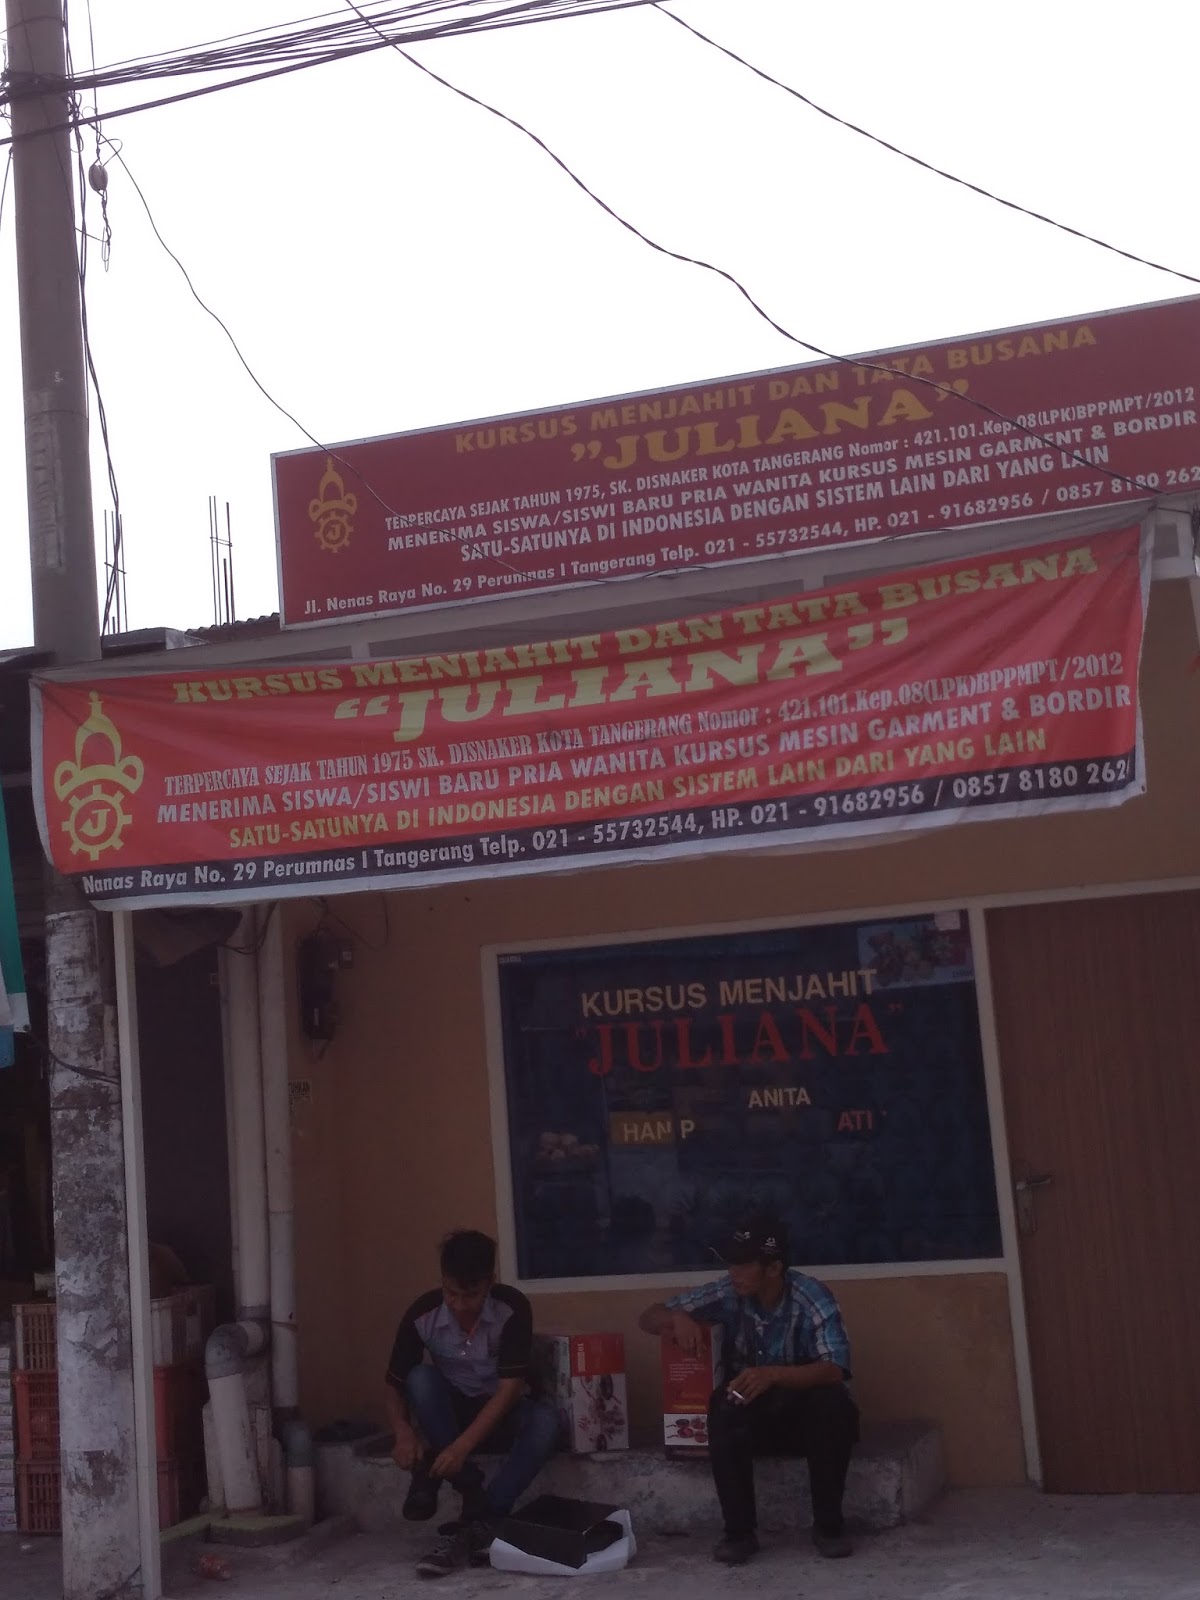 KURSUS MENJAHIT DAN TATA BUSANA
"JULIANA"
TERPERCAYA SEJAK TAHUN 1975, SK. DISNAKER KOTA TANGERANG Nomor : 421.101.Kep.08(LPK)BPPMPT/2012
MENERIMA SISWA/SISWI BARU PRIA WANITA KURSUS MESIN GARMENT & BORDIR
SATU-SATUNYA DI INDONESIA DENGAN SISTEM LAIN DARI YANG LAIN
Jl. Nenas Raya No. 29 Perumnas I Tangerang Telp. 021 - 55732544, HP. 021 - 91682956 / 0857 8180 262
J
KURSUS MENJAHIT DAN TATA BUSANA
"JULIANA"
TERPERCAYA SEJAK TAHUN 1975 SK. DISNAKER KOTA TANGERANG Nomor : 421.101.Kep.08(LPK)BPPMPT/2012
MENERIMA SISWA/SISWI BARU PRIA WANITA KURSUS MESIN GARMENT & BORDIR
SATU-SATUNYA DI INDONESIA DENGAN SISTEM LAIN DARI YANG LAIN
Nanas Raya No. 29 Perumnas I Tangerang Telp. 021 - 55732544, HP. 021 - 91682956 / 0857 8180 262
J
KURSUS MENJAHIT
"JULIANA"
ANITA
HAN P
ATI